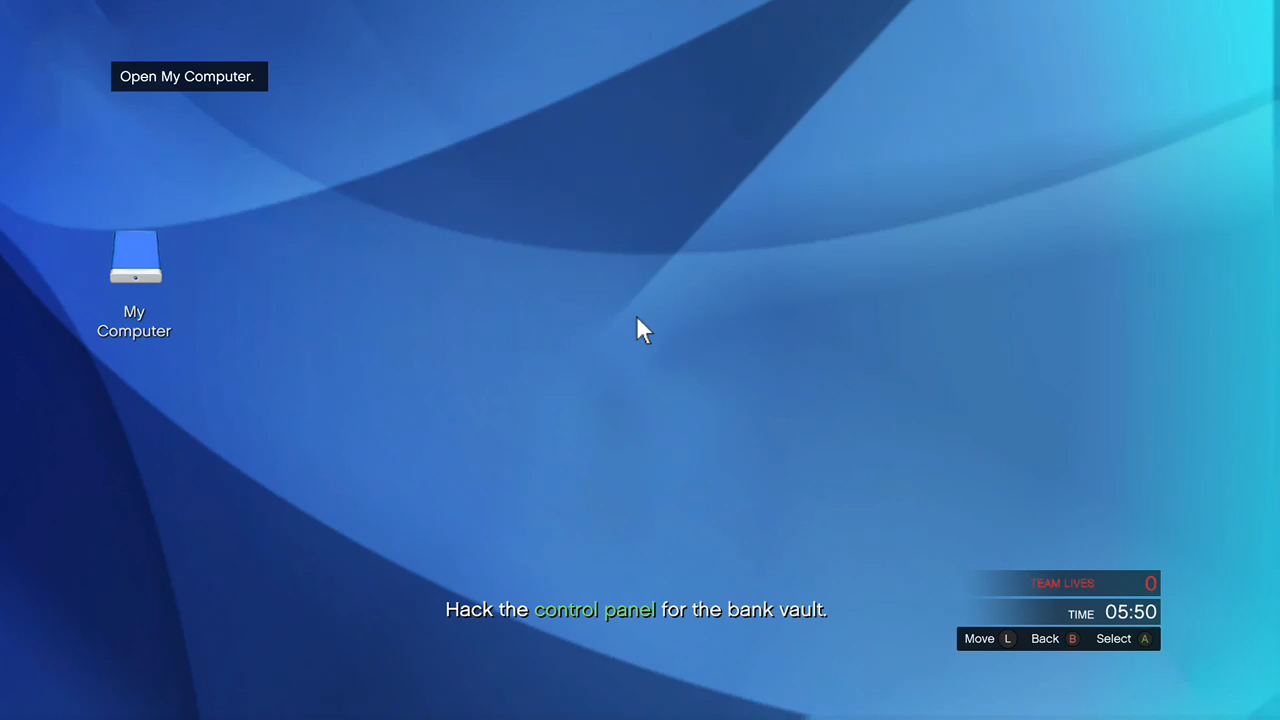 Open My Computer.
My
Computer
Hack the control panel for the bank vault.
TEAM LIVES 0
TIME 05:50
Move L Back B Select A